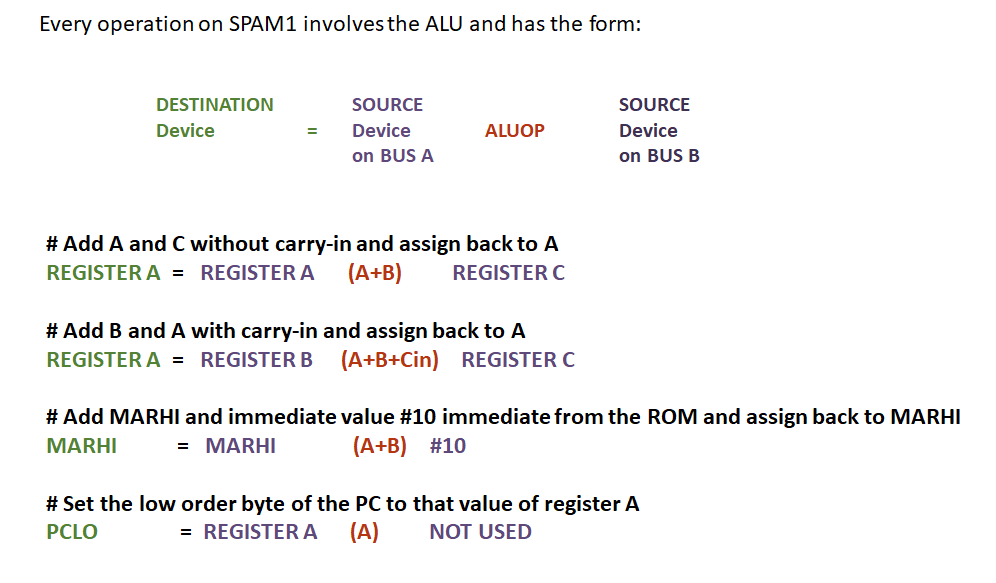 Every operation on SPAM1 involves the ALU and has the form:
DESTINATION SOURCE SOURCE
Device = Device ALUOP Device
on BUS A on BUS B
# Add A and C without carry-in and assign back to A
REGISTER A = REGISTER A (A+B) REGISTER C
# Add B and A with carry-in and assign back to A
REGISTER A = REGISTER B (A+B+Cin) REGISTER C
# Add MARHI and immediate value #10 immediate from the ROM and assign back to MARHI
MARHI = MARHI (A+B) #10
# Set the low order byte of the PC to that value of register A
PCLO = REGISTER A (A) NOT USED